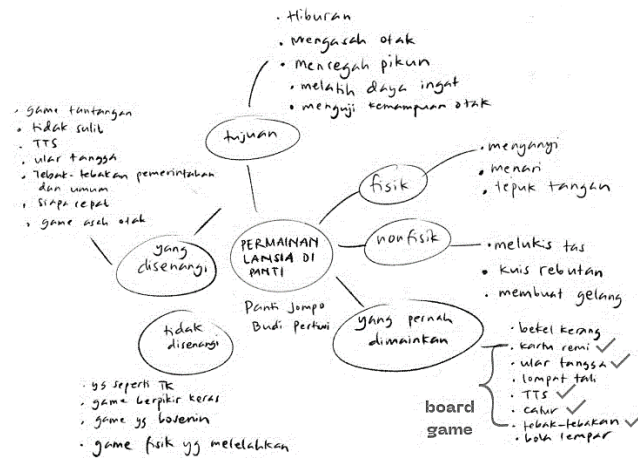 • Hiburan
• Mengasah otak
• mencegah pikun
• melatih daya ingat
• menguji kemampuan otak
tujuan
• game tantangan
• tidak sulit
• TTS
• ular tangga
• Tebak-tebakan pemerintahan
dan umum
• siapa cepat
• game asah otak
yang
disenangi
fisik
• menyanyi
• menari
• tepuk tangan
PERMAINAN
LANSIA DI
PANTI
Panti Jompo
Budi Pertiwi
nonfisik
• melukis tas
• kuis rebutan
• membuat gelang
tidak
disenangi
• yg seperti TK
• game berpikir keras
• game yg bosenin
• game fisik yg melelahkan
yang pernah
dimainkan
board
game
• bekel kerang
• kartu remi ✓
• ular tangga ✓
• lompat tali
• TTS ✓
• catur ✓
• tebak-tebakan ✓
• bola lempar